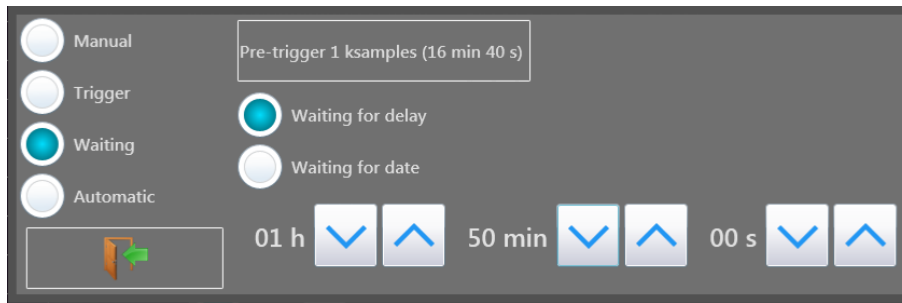 Manual
Trigger
Waiting
Automatic
Pre-trigger 1 ksamples (16 min 40 s)
Waiting for delay
Waiting for date
01 h
50 min
00 s